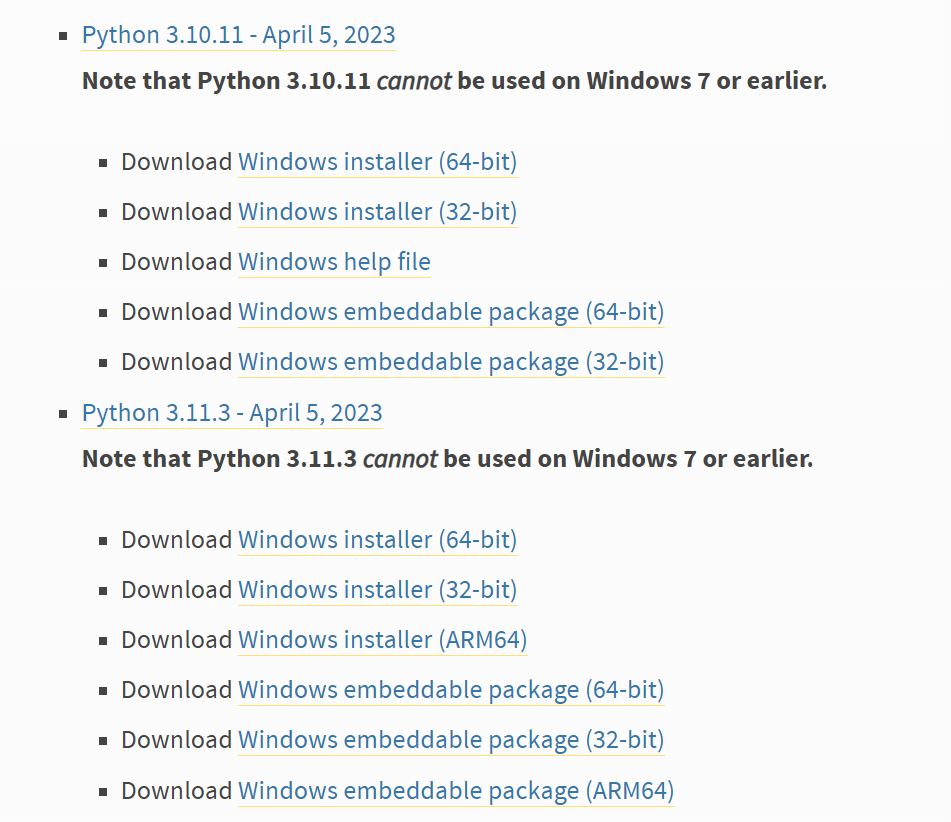 Python 3.10.11 - April 5, 2023
Note that Python 3.10.11 cannot be used on Windows 7 or earlier.
Download Windows installer (64-bit)
Download Windows installer (32-bit)
Download Windows help file
Download Windows embeddable package (64-bit)
Download Windows embeddable package (32-bit)
Python 3.11.3 - April 5, 2023
Note that Python 3.11.3 cannot be used on Windows 7 or earlier.
Download Windows installer (64-bit)
Download Windows installer (32-bit)
Download Windows installer (ARM64)
Download Windows embeddable package (64-bit)
Download Windows embeddable package (32-bit)
Download Windows embeddable package (ARM64)